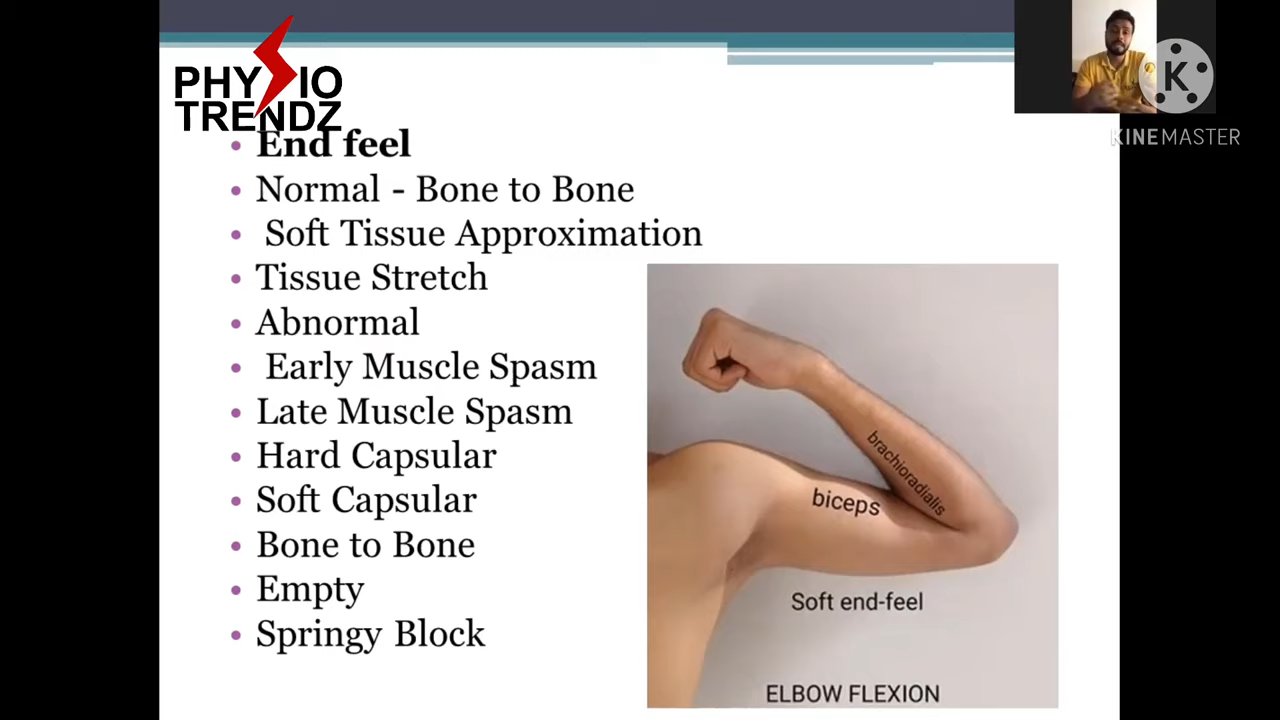 PHYSIO
TRENDZ
K
KINEMASTER
• End feel
• Normal - Bone to Bone
• Soft Tissue Approximation
• Tissue Stretch
• Abnormal
• Early Muscle Spasm
• Late Muscle Spasm
• Hard Capsular
• Soft Capsular
• Bone to Bone
• Empty
• Springy Block
brachioradialis
biceps
Soft end-feel
ELBOW FLEXION